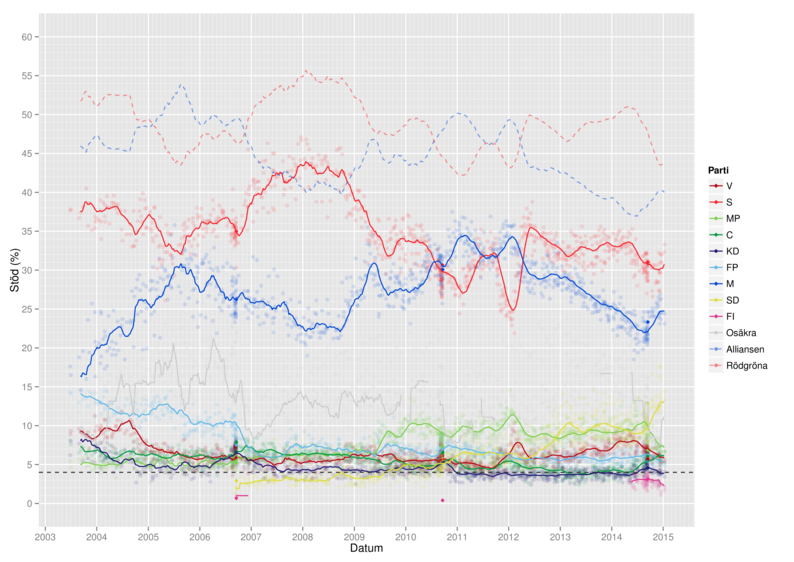 60
55
50
45
40
35
30
25
20
15
10
5
0
Stöd (%)
2003 2004 2005 2006 2007 2008 2009 2010 2011 2012 2013 2014 2015
Datum
Parti
V
S
MP
C
KD
FP
M
SD
FI
Osäkra
Alliansen
Rödgröna